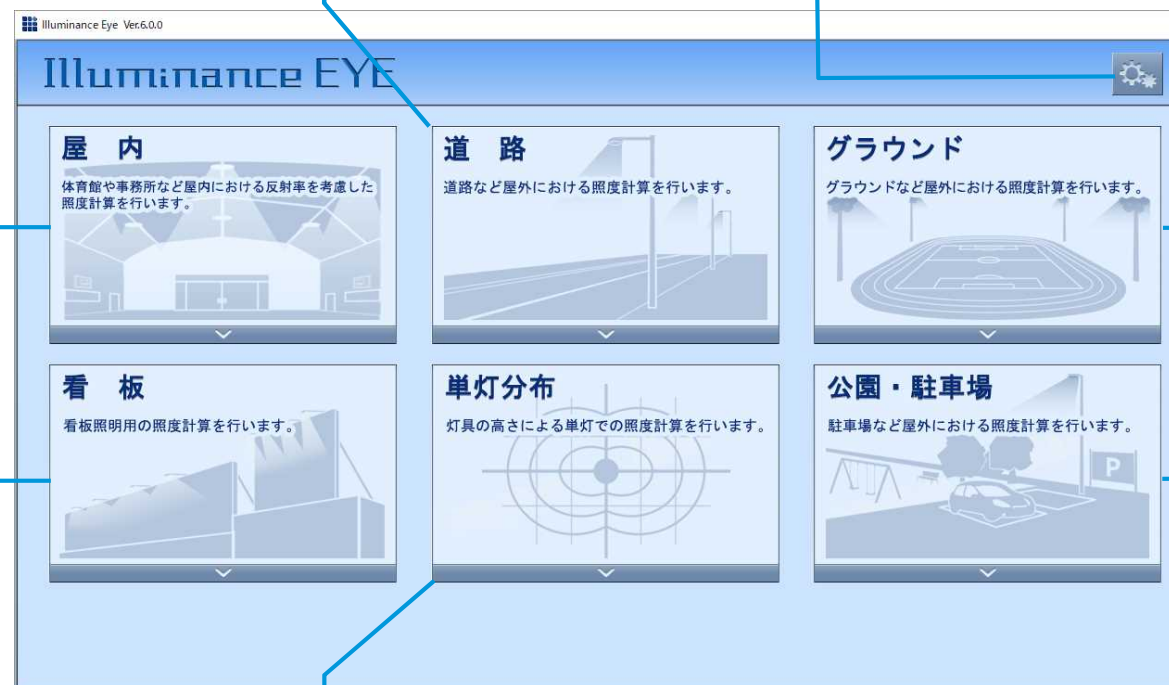 Illuminance Eye Ver.6.0.0
Illuminance EYE
屋 内
体育館や事務所など屋内における反射率を考慮した
照度計算を行います。
道 路
道路など屋外における照度計算を行います。
グラウンド
グラウンドなど屋外における照度計算を行います。
看 板
看板照明用の照度計算を行います。
単灯分布
灯具の高さによる単灯での照度計算を行います。
公園・駐車場
駐車場など屋外における照度計算を行います。
P